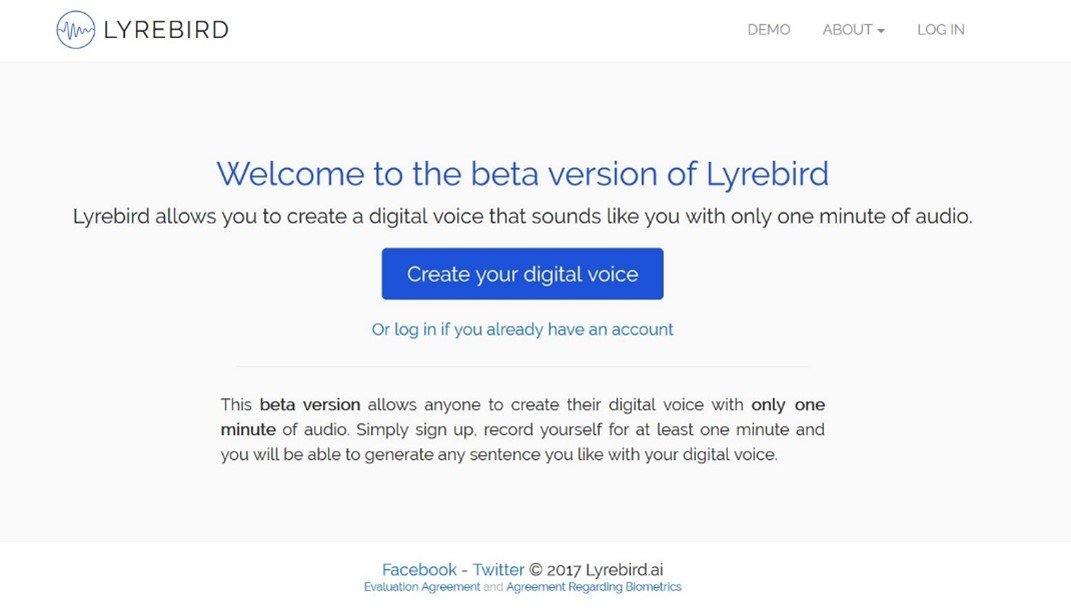 LYREBIRD
DEMO ABOUT LOG IN
Welcome to the beta version of Lyrebird
Lyrebird allows you to create a digital voice that sounds like you with only one minute of audio.
Create your digital voice
Or log in if you already have an account
This beta version allows anyone to create their digital voice with only one
minute of audio. Simply sign up, record yourself for at least one minute and
you will be able to generate any sentence you like with your digital voice.
Facebook - Twitter © 2017 Lyrebird.ai
Evaluation Agreement and Agreement Regarding Biometrics